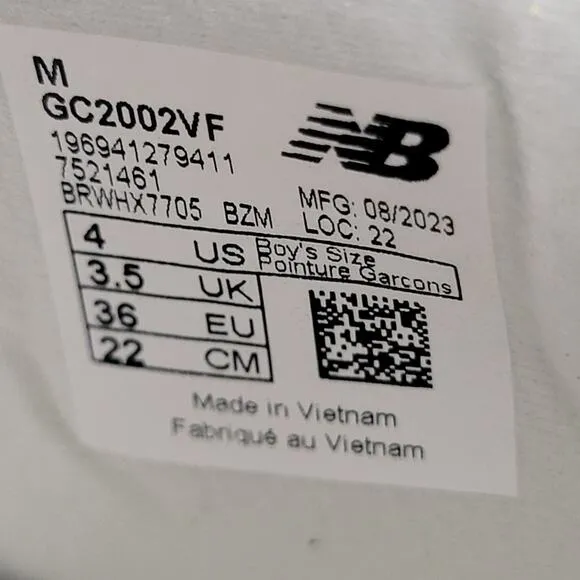 M
GC2002VF
NB
196941279411
7521461
BRWHX7705 BZM
MFG: 08/2023
LOC: 22
4 US Boy's Size
Pointure Garcons
3.5 UK
36 EU
22 CM
Made in Vietnam
Fabriqué au Vietnam